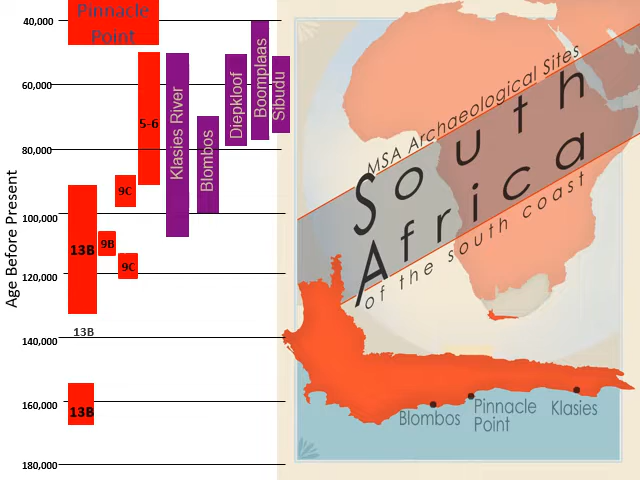 Pinnacle
Point
40,000
60,000
80,000
100,000
120,000
140,000
160,000
180,000
Age Before Present
13B
9B
9C
9C
5-6
13B
13B
Klasies River
Blombos
Diepkloof
Boomplaas
Sibudu
MSA Archaeological Sites
South
Africa
of the south coast
Blombos
Pinnacle
Point
Klasies